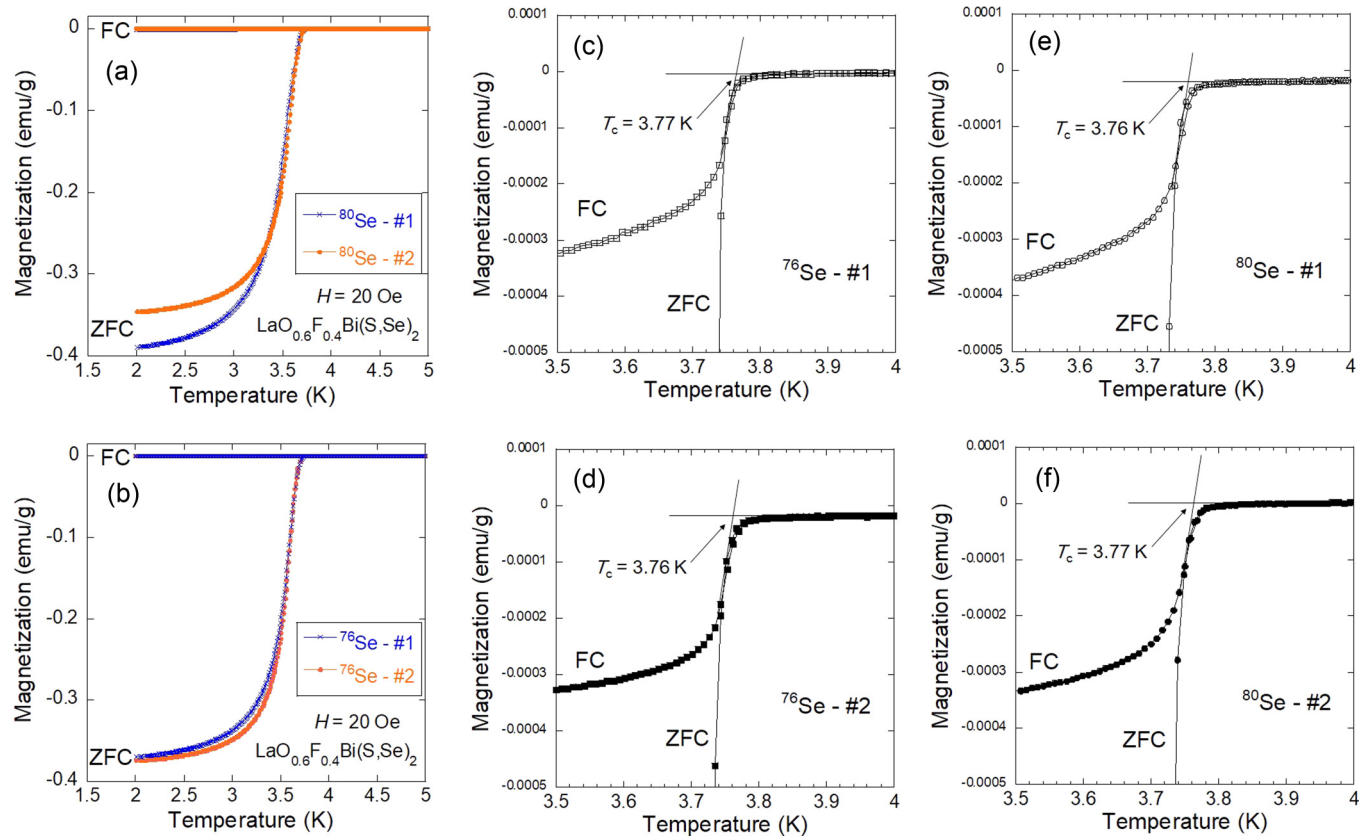 (a)
FC
ZFC
⁸⁰Se - #1
⁸⁰Se - #2
H = 20 Oe
LaO₀.₆F₀.₄Bi(S,Se)₂
Magnetization (emu/g)
0
-0.1
-0.2
-0.3
-0.4
1.5 2 2.5 3 3.5 4 4.5 5
Temperature (K)
(c)
FC
ZFC
T_c = 3.77 K
⁷⁶Se - #1
Magnetization (emu/g)
0.0001
0
-0.0001
-0.0002
-0.0003
-0.0004
-0.0005
3.5 3.6 3.7 3.8 3.9 4
Temperature (K)
(e)
FC
ZFC
T_c = 3.76 K
⁸⁰Se - #1
Magnetization (emu/g)
0.0001
0
-0.0001
-0.0002
-0.0003
-0.0004
-0.0005
3.5 3.6 3.7 3.8 3.9 4
Temperature (K)
(b)
FC
ZFC
⁷⁶Se - #1
⁷⁶Se - #2
H = 20 Oe
LaO₀.₆F₀.₄Bi(S,Se)₂
Magnetization (emu/g)
0
-0.1
-0.2
-0.3
-0.4
1.5 2 2.5 3 3.5 4 4.5 5
Temperature (K)
(d)
FC
ZFC
T_c = 3.76 K
⁷⁶Se - #2
Magnetization (emu/g)
0.0001
0
-0.0001
-0.0002
-0.0003
-0.0004
-0.0005
3.5 3.6 3.7 3.8 3.9 4
Temperature (K)
(f)
FC
ZFC
T_c = 3.77 K
⁸⁰Se - #2
Magnetization (emu/g)
0.0001
0
-0.0001
-0.0002
-0.0003
-0.0004
-0.0005
3.5 3.6 3.7 3.8 3.9 4
Temperature (K)